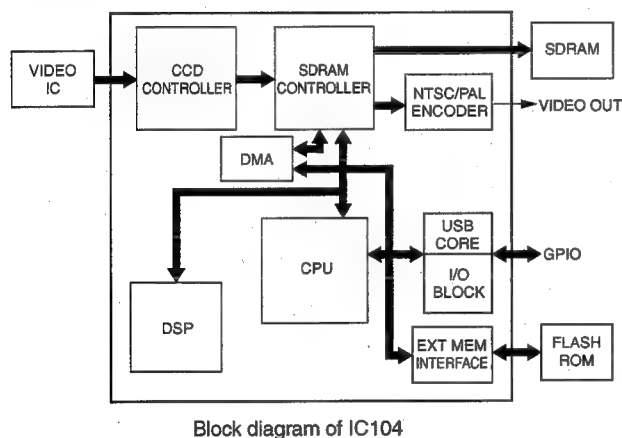 VIDEO
IC
CCD
CONTROLLER
SDRAM
CONTROLLER
SDRAM
NTSC/PAL
ENCODER
VIDEO OUT
DMA
CPU
USB
CORE
I/O
BLOCK
GPIO
DSP
EXT MEM
INTERFACE
FLASH
ROM
Block diagram of IC104